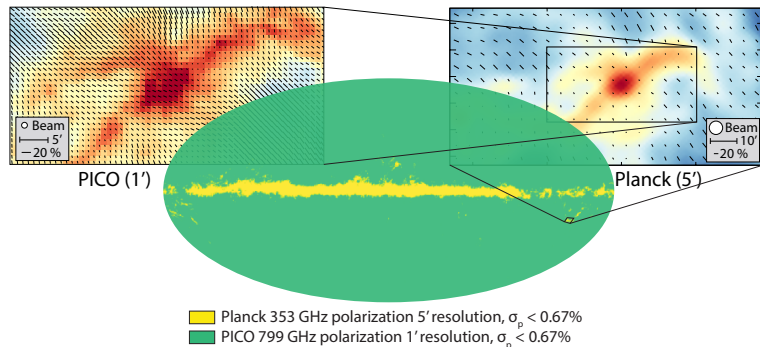 Beam
5′
20 %
PICO (1′)
Beam
10′
-20 %
Planck (5′)
Planck 353 GHz polarization 5′ resolution, σp < 0.67%
PICO 799 GHz polarization 1′ resolution, σp < 0.67%